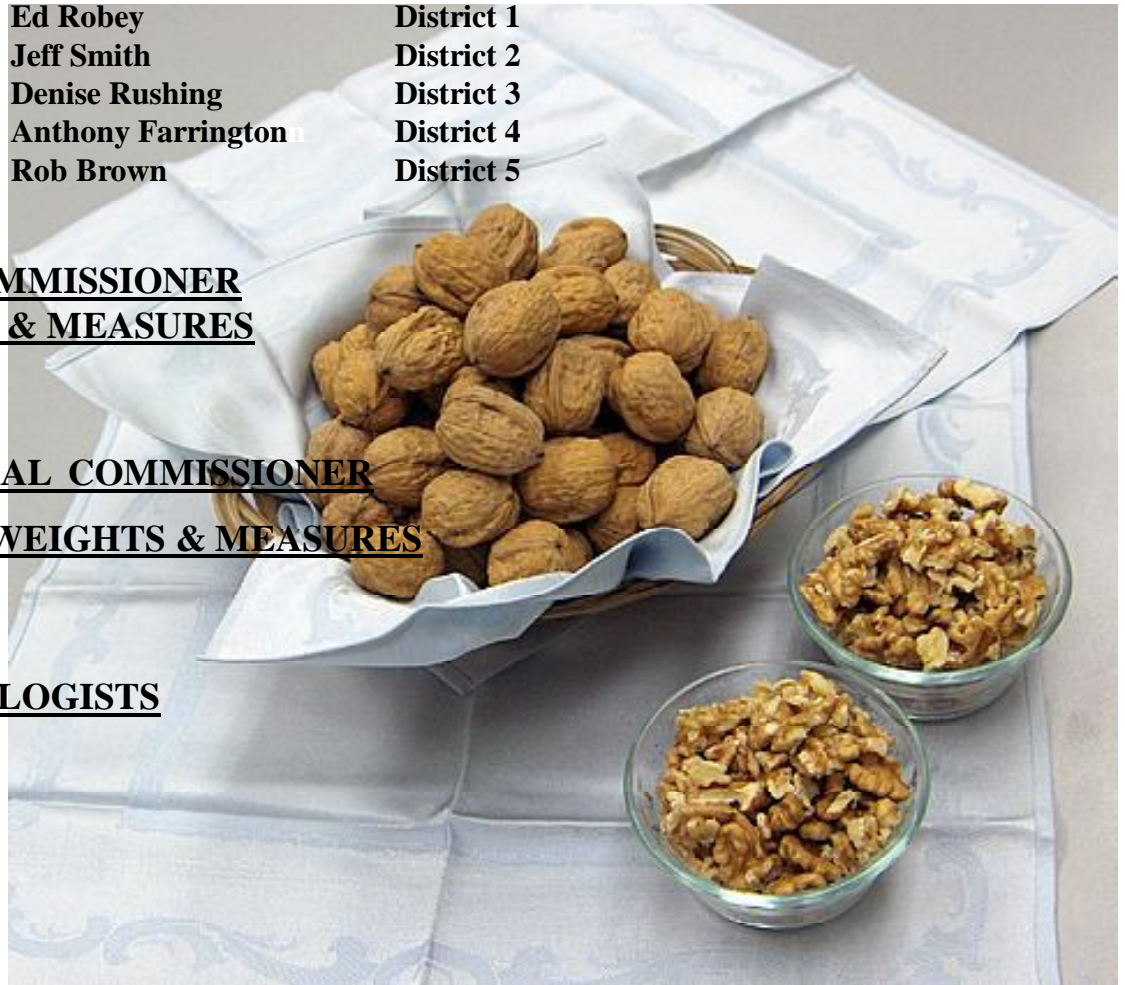 Ed Robey District 1
Jeff Smith District 2
Denise Rushing District 3
Anthony Farrington District 4
Rob Brown District 5
MMISSIONER
& MEASURES
AL COMMISSIONER
WEIGHTS & MEASURES
LOGISTS